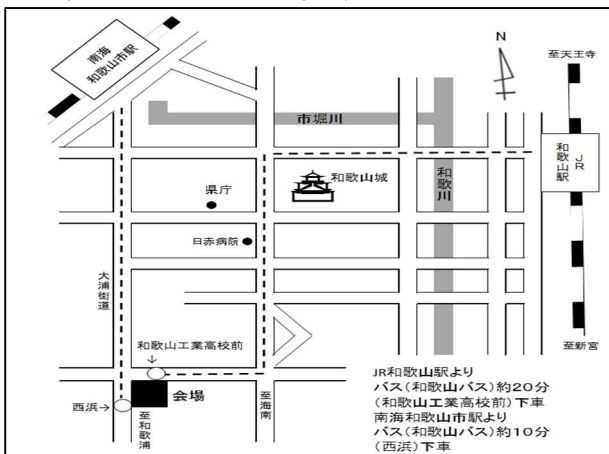 南海
和歌山市駅
N
至天王寺
市堀川
JR
和歌山駅
和歌山城
和歌川
県庁
日赤病院
大浦街道
和歌山工業高校前
至新宮
会場
西浜→
至和歌浦
至海南
JR和歌山駅より
バス(和歌山バス)約20分
(和歌山工業高校前)下車
南海和歌山市駅より
バス(和歌山バス)約10分
(西浜)下車